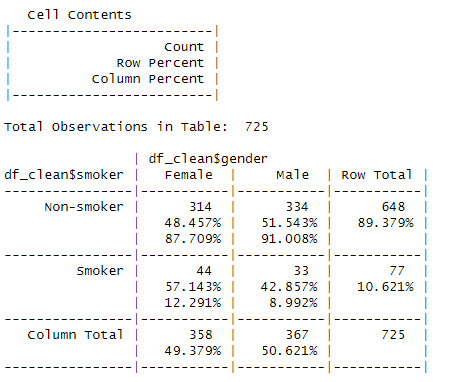 Cell Contents
|-------------------------|
|                   Count |
|             Row Percent |
|          Column Percent |
|-------------------------|
Total Observations in Table:  725
| df_clean$gender
df_clean$smoker |   Female  |     Male  | Row Total |
----------------|-----------|-----------|-----------|
Non-smoker |      314  |      334  |      648  |
|  48.457%  |  51.543%  |  89.379%  |
|  87.709%  |  91.008%  |           |
----------------|-----------|-----------|-----------|
Smoker |       44  |       33  |       77  |
|  57.143%  |  42.857%  |  10.621%  |
|  12.291%  |   8.992%  |           |
----------------|-----------|-----------|-----------|
Column Total |      358  |      367  |      725  |
|  49.379%  |  50.621%  |           |
----------------|-----------|-----------|-----------|